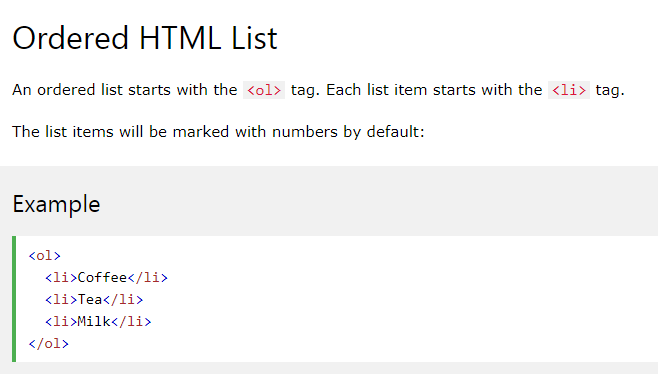 Ordered HTML List
An ordered list starts with the <ol> tag. Each list item starts with the <li> tag.
The list items will be marked with numbers by default:
Example
<ol>
  <li>Coffee</li>
  <li>Tea</li>
  <li>Milk</li>
</ol>